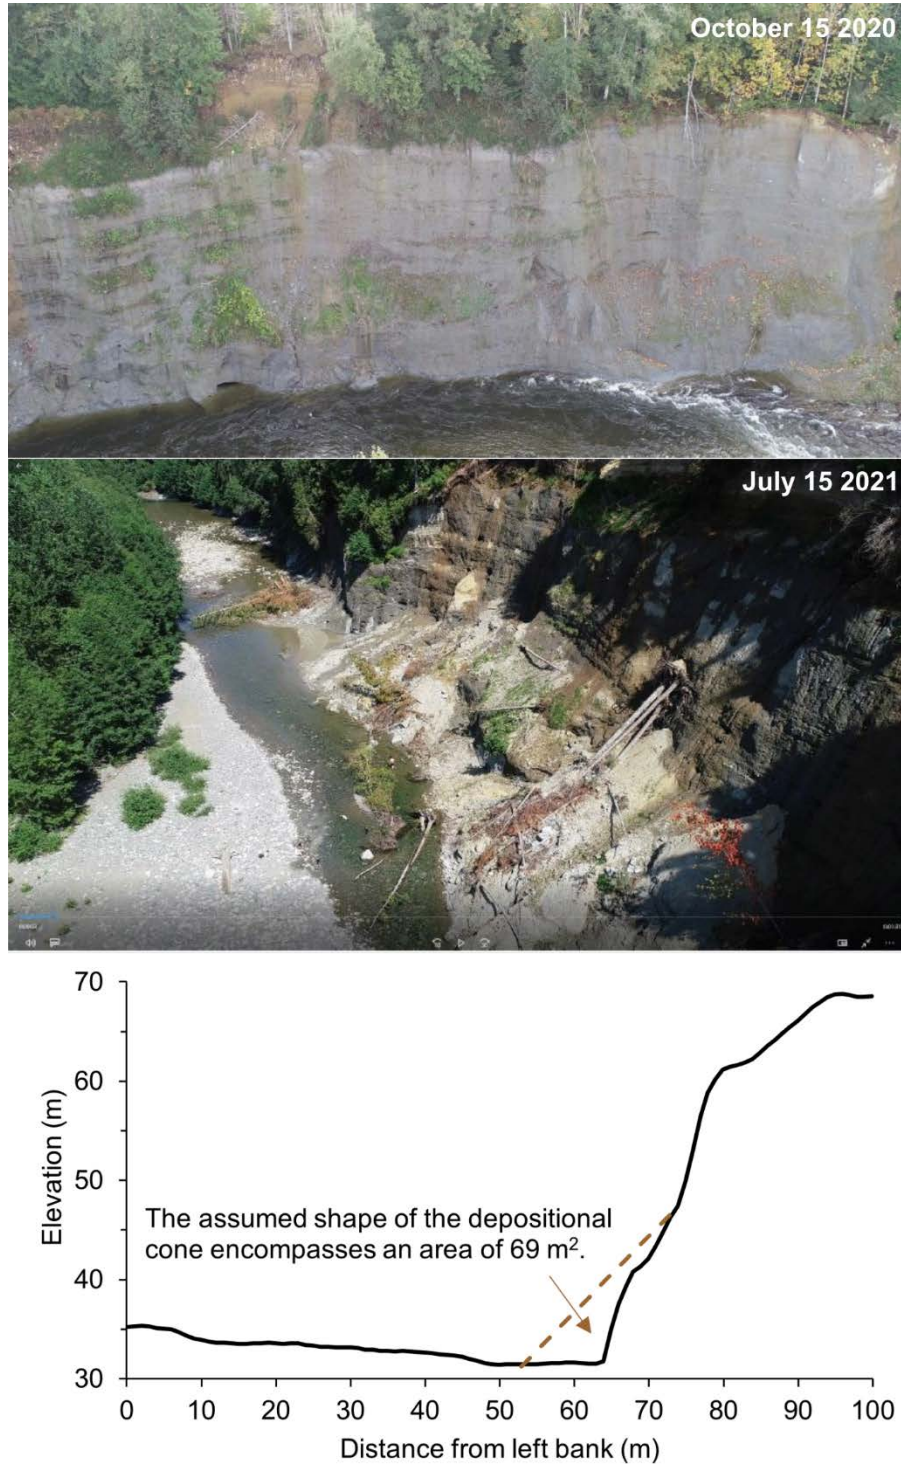 October 15 2020
July 15 2021
70
60
50
40
30
Elevation (m)
The assumed shape of the depositional
cone encompasses an area of 69 m².
0 10 20 30 40 50 60 70 80 90 100
Distance from left bank (m)